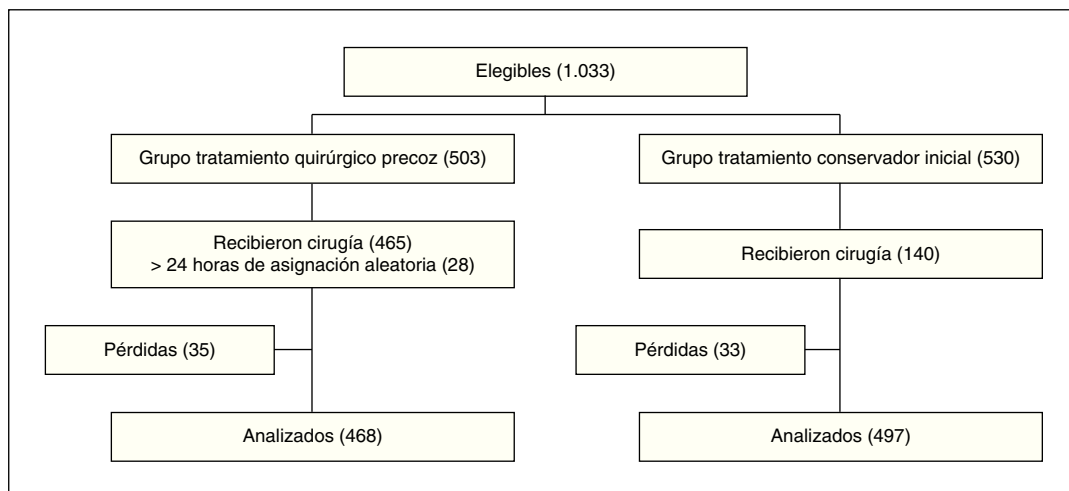 Elegibles (1.033)
Grupo tratamiento quirúrgico precoz (503)
Grupo tratamiento conservador inicial (530)
Recibieron cirugía (465)
> 24 horas de asignación aleatoria (28)
Recibieron cirugía (140)
Pérdidas (35)
Pérdidas (33)
Analizados (468)
Analizados (497)